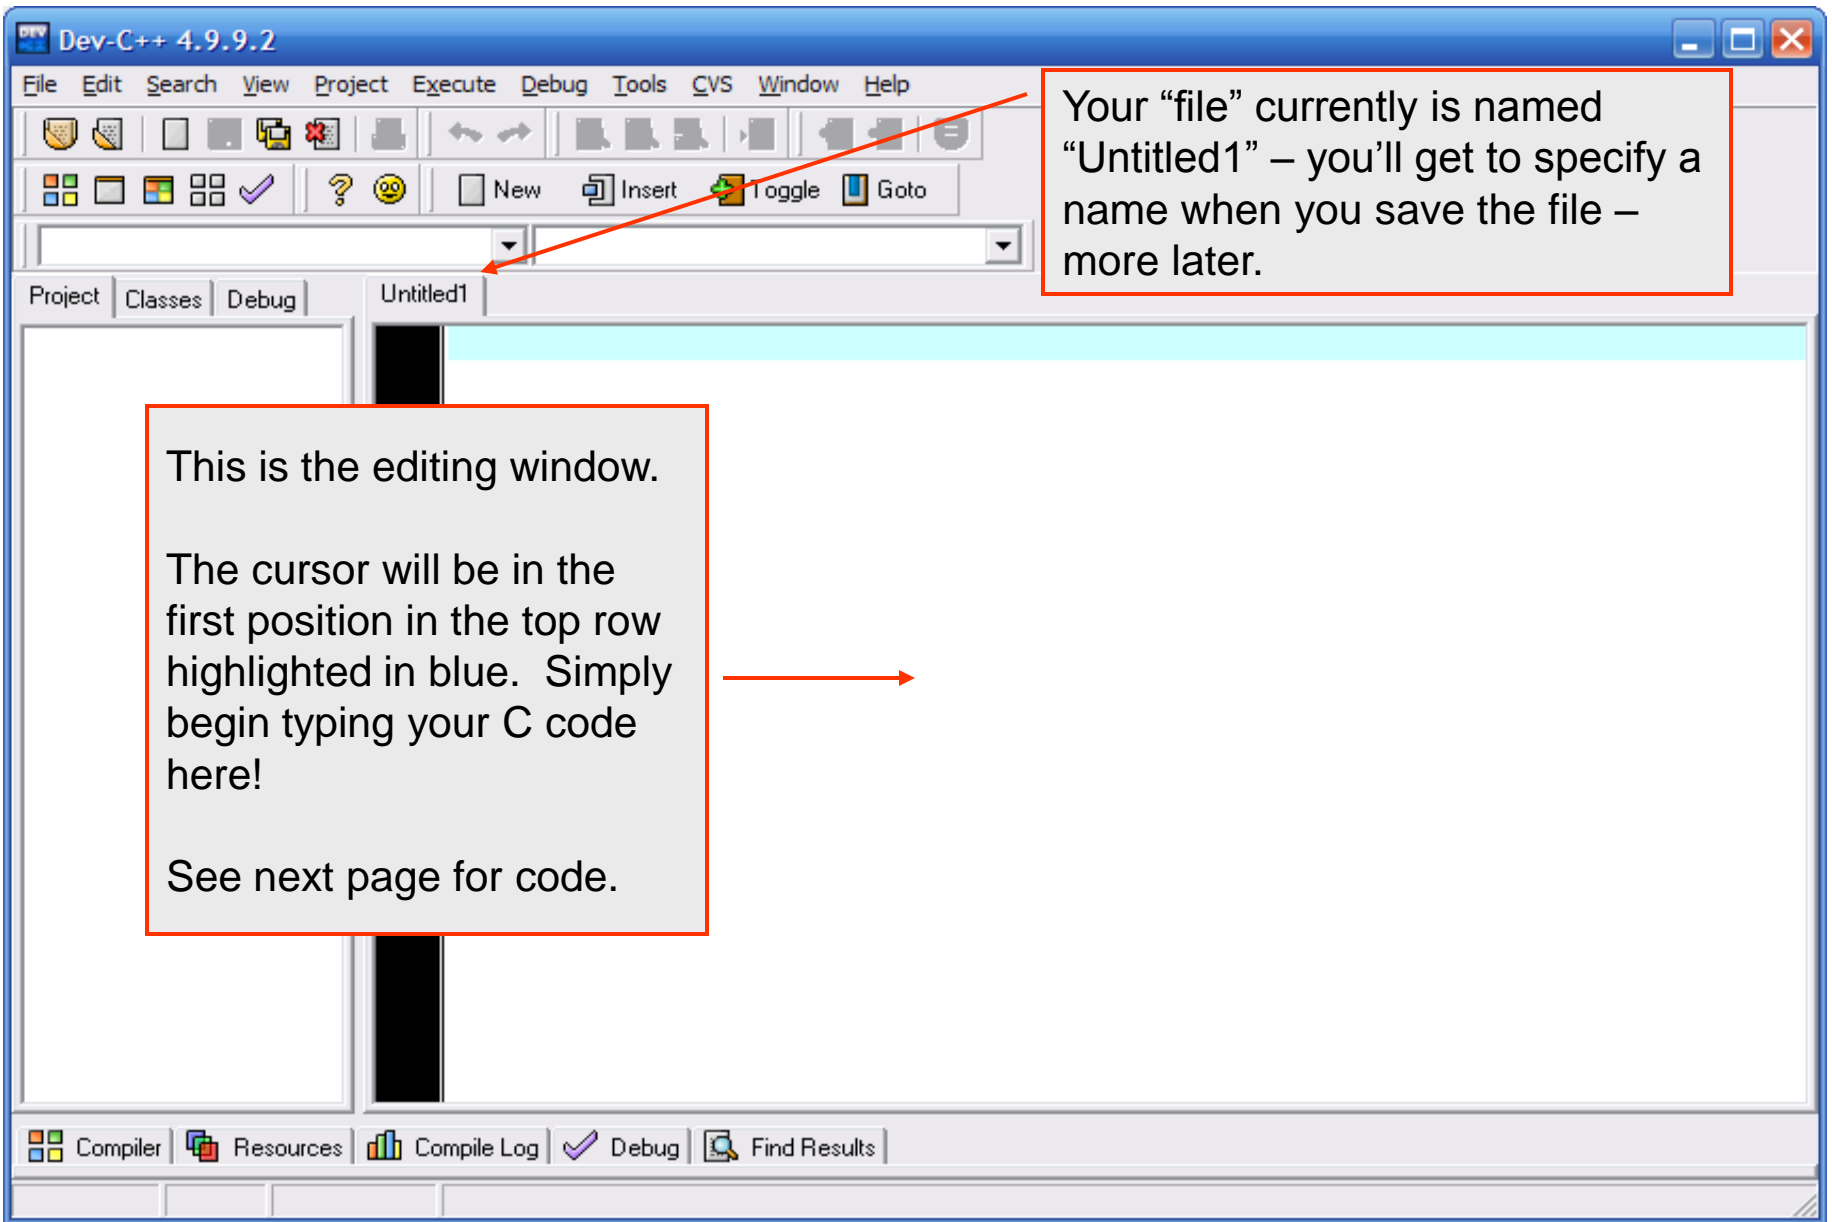 DEV
Dev-C++ 4.9.9.2
File Edit Search View Project Execute Debug Tools CVS Window Help
New Insert Toggle Goto
Your “file” currently is named
“Untitled1” – you’ll get to specify a
name when you save the file –
more later.
Project Classes Debug Untitled1
This is the editing window.
The cursor will be in the
first position in the top row
highlighted in blue.  Simply
begin typing your C code
here!
See next page for code.
Compiler Resources Compile Log Debug Find Results